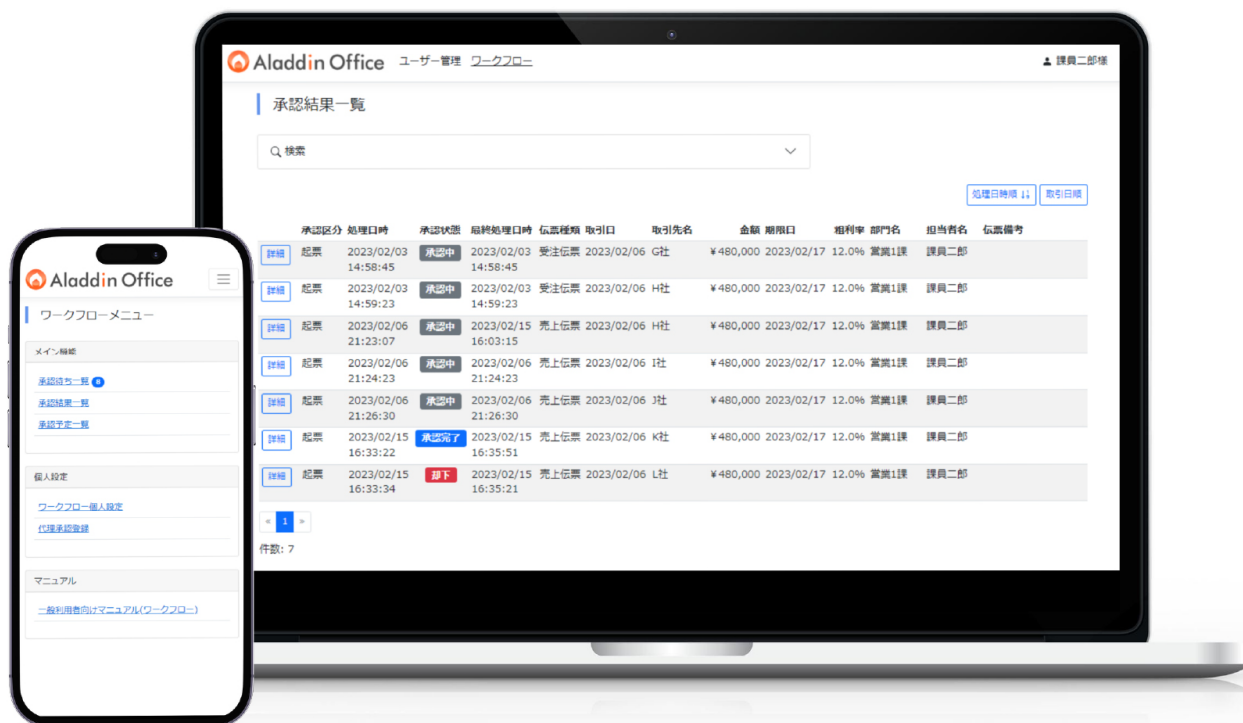 Aladdin Office ユーザー管理 ワークフロー 課員二郎様
承認結果一覧
検索
処理日時順 取引日順
承認区分 処理日時 承認状態 最終処理日時 伝票種類 取引日 取引先名 金額 期限日 粗利率 部門名 担当者名 伝票備考
詳細 起票 2023/02/03 承認中 2023/02/03 受注伝票 2023/02/06 G社 ¥480,000 2023/02/17 12.0% 営業1課 課員二郎
14:58:45 14:58:45
詳細 起票 2023/02/03 承認中 2023/02/03 受注伝票 2023/02/06 H社 ¥480,000 2023/02/17 12.0% 営業1課 課員二郎
14:59:23 14:59:23
詳細 起票 2023/02/06 承認中 2023/02/15 売上伝票 2023/02/06 H社 ¥480,000 2023/02/17 12.0% 営業1課 課員二郎
21:23:07 16:03:15
詳細 起票 2023/02/06 承認中 2023/02/06 売上伝票 2023/02/06 I社 ¥480,000 2023/02/17 12.0% 営業1課 課員二郎
21:24:23 21:24:23
詳細 起票 2023/02/06 承認中 2023/02/06 売上伝票 2023/02/06 J社 ¥480,000 2023/02/17 12.0% 営業1課 課員二郎
21:26:30 21:26:30
詳細 起票 2023/02/15 承認完了 2023/02/15 売上伝票 2023/02/06 K社 ¥480,000 2023/02/17 12.0% 営業1課 課員二郎
16:33:22 16:35:51
詳細 起票 2023/02/15 却下 2023/02/15 売上伝票 2023/02/06 L社 ¥480,000 2023/02/17 12.0% 営業1課 課員二郎
16:33:34 16:35:21
« 1 »
件数: 7
Aladdin Office
ワークフローメニュー
メイン機能
承認待ち一覧 8
承認結果一覧
承認予定一覧
個人設定
ワークフロー個人設定
代理承認登録
マニュアル
一般利用者向けマニュアル(ワークフロー)